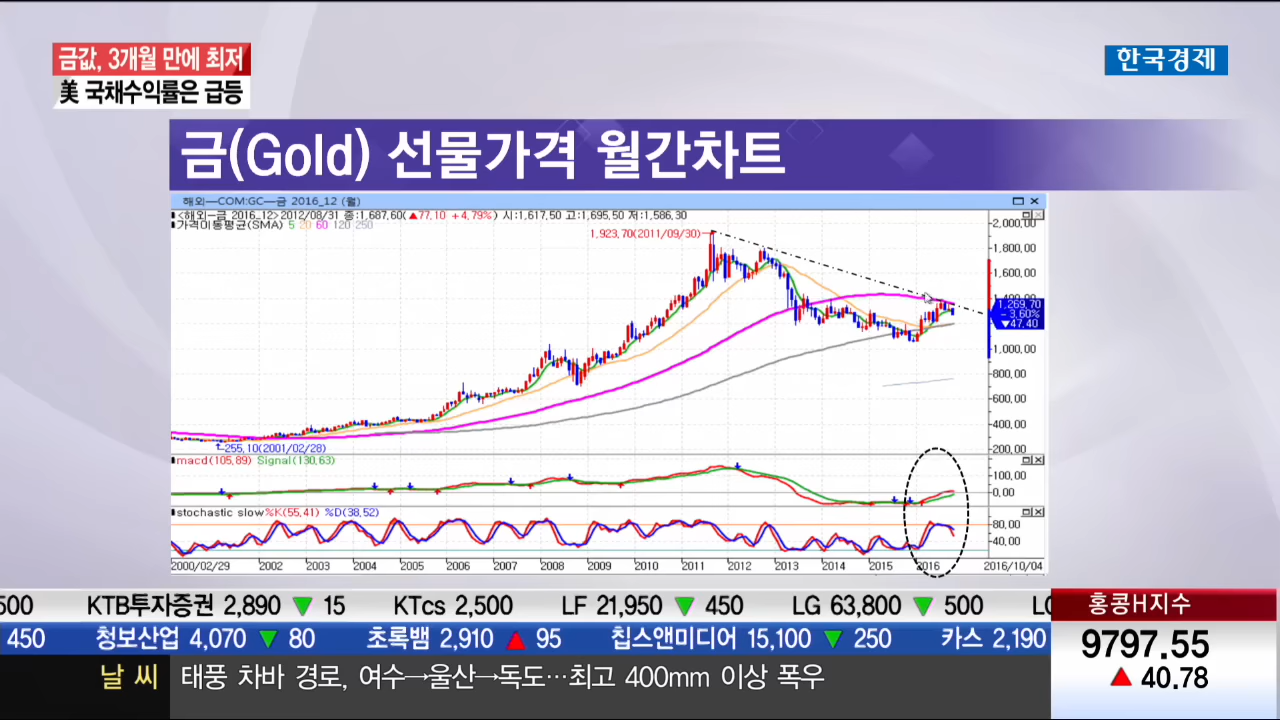 금값, 3개월 만에 최저
美 국채수익률은 급등
한국경제
금(Gold) 선물가격 월간차트
해외—COM:GC—금 2016_12 (월)
<해외—금 2016_12>2012/08/31 종:1,687,60(▲77,10 +4,79%) 시:1,617,50 고:1,695,50 저:1,586,30
가격이동평균(SMA) 5 20 60 120 250
1,923,70(2011/09/30)
255,10(2001/02/28)
2,000,00
1,800,00
1,600,00
1,400,00
1,269,70
-3,60%
▼47,40
1,000,00
800,00
600,00
400,00
200,00
macd(105,89) Signal(130,63)
100,00
0,00
stochastic slow%K(55,41) %D(38,52)
80,00
40,00
2000/02/29 2002 2003 2004 2005 2006 2007 2008 2009 2010 2011 2012 2013 2014 2015 2016 2016/10/04
500 KTB투자증권 2,890 ▼ 15 KTcs 2,500 LF 21,950 ▼ 450 LG 63,800 ▼ 500
450 청보산업 4,070 ▼ 80 초록뱀 2,910 ▲ 95 칩스앤미디어 15,100 ▼ 250 카스 2,190
홍콩H지수
9797.55
▲ 40.78
날 씨 태풍 차바 경로, 여수→울산→독도…최고 400mm 이상 폭우